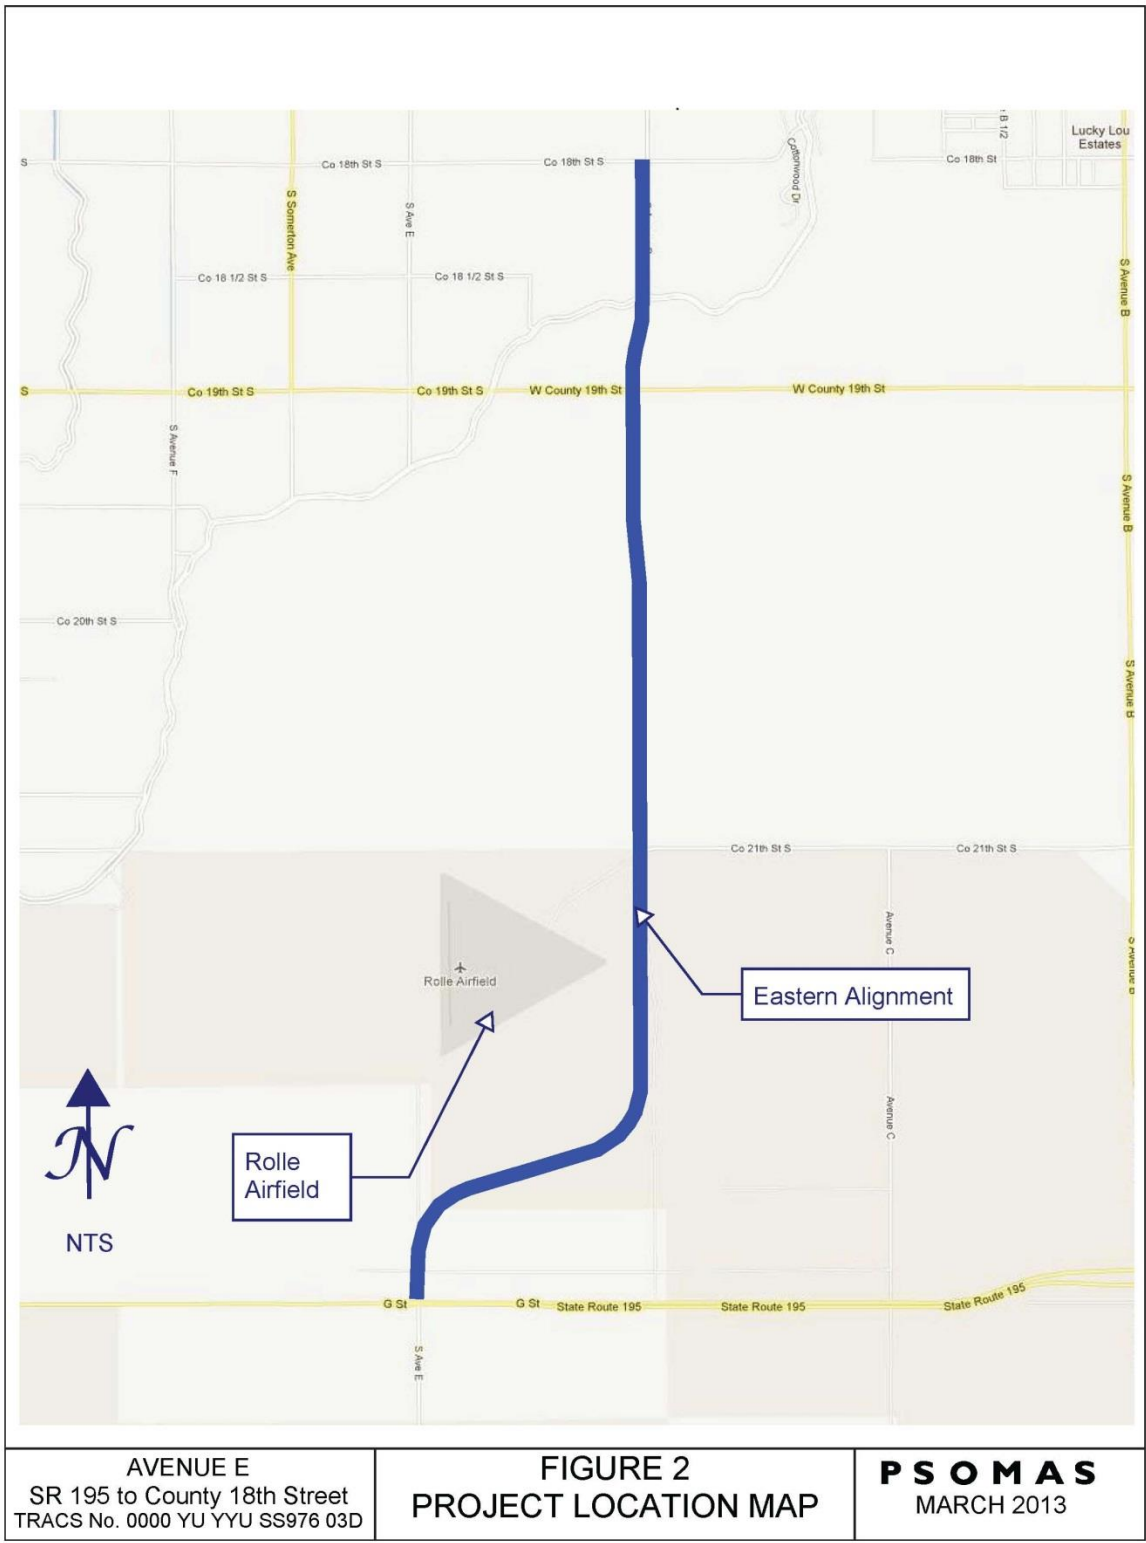 Lucky Lou
Estates
B 1/2
S
Co 18th St S
Co 18th St S
Co 18th St
Cottonwood Dr
S Somerton Ave
S Ave E
S Avenue B
Co 18 1/2 St S
Co 18 1/2 St S
S
Co 19th St S
Co 19th St S
W County 19th St
W County 19th St
S Avenue F
S Avenue B
Co 20th St S
S Avenue B
Co 21th St S
Co 21th St S
Avenue C
S Avenue B
Rolle Airfield
Eastern Alignment
N
NTS
Rolle
Airfield
Avenue C
G St
G St
State Route 195
State Route 195
State Route 195
S Ave E
AVENUE E
SR 195 to County 18th Street
TRACS No. 0000 YU YYU SS976 03D
FIGURE 2
PROJECT LOCATION MAP
PSOMAS
MARCH 2013